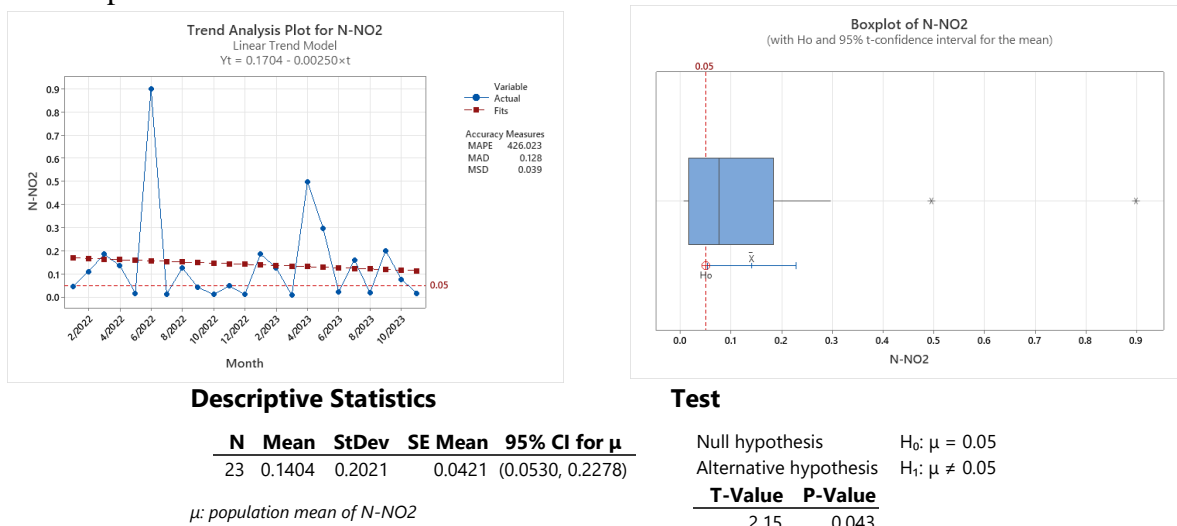 Trend Analysis Plot for N-NO2
Linear Trend Model
Yt = 0.1704 - 0.00250×t
N-NO2
0.9
0.8
0.7
0.6
0.5
0.4
0.3
0.2
0.1
0.0
0.05
2/2022 4/2022 6/2022 8/2022 10/2022 12/2022 2/2023 4/2023 6/2023 8/2023 10/2023
Month
Variable
Actual
Fits
Accuracy Measures
MAPE 426.023
MAD 0.128
MSD 0.039
Boxplot of N-NO2
(with Ho and 95% t-confidence interval for the mean)
0.05
X̄
Ho
0.0 0.1 0.2 0.3 0.4 0.5 0.6 0.7 0.8 0.9
N-NO2
Descriptive Statistics
N Mean StDev SE Mean 95% CI for μ
23 0.1404 0.2021 0.0421 (0.0530, 0.2278)
μ: population mean of N-NO2
Test
Null hypothesis H₀: μ = 0.05
Alternative hypothesis H₁: μ ≠ 0.05
T-Value P-Value
2.15 0.043